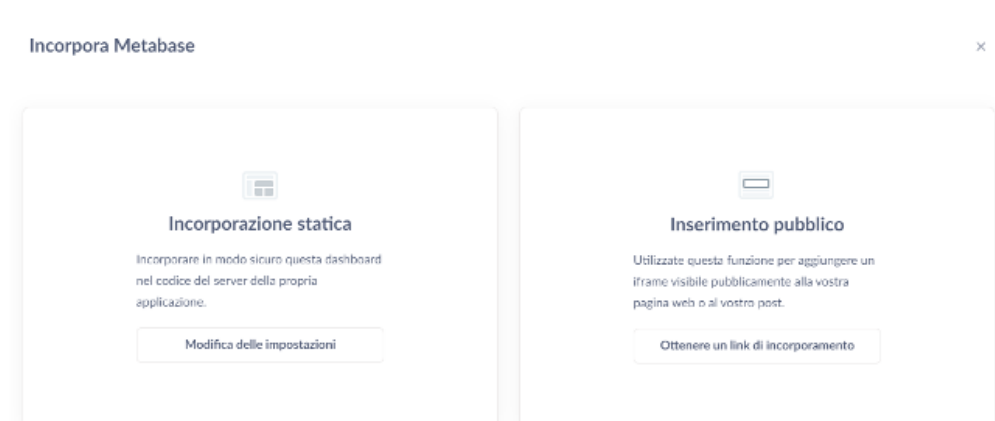 Incorpora Metabase
×
Incorporazione statica
Incorporare in modo sicuro questa dashboard
nel codice del server della propria
applicazione.
Modifica delle impostazioni
Inserimento pubblico
Utilizzate questa funzione per aggiungere un
iframe visibile pubblicamente alla vostra
pagina web o al vostro post.
Ottenere un link di incorporamento